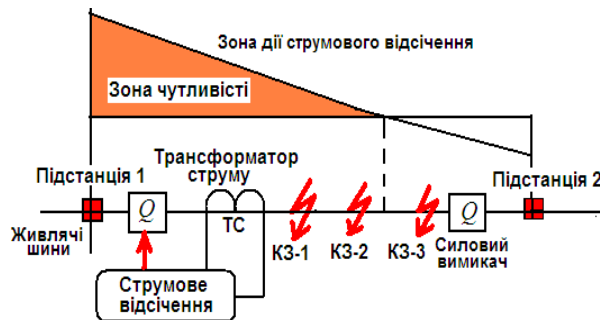 Зона дії струмового відсічення
Зона чутливісті
Трансформатор
струму
Підстанція 1
Підстанція 2
Q
ТС
Q
Живлячі
шини
КЗ-1
КЗ-2
КЗ-3
Силовий
вимикач
Струмове
відсічення